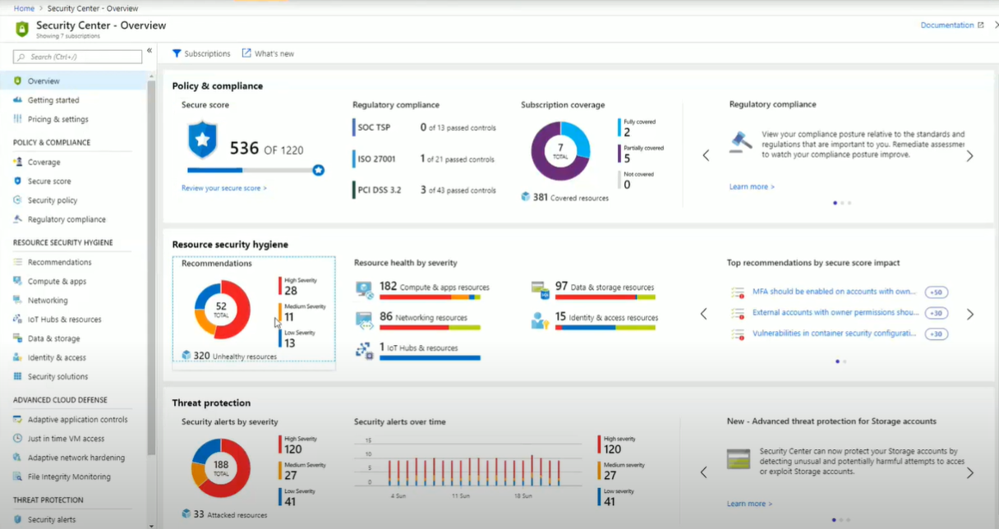 Home > Security Center - Overview
Security Center - Overview
Showing 7 subscriptions
Documentation
Search (Ctrl+/)
«
Subscriptions
What's new
Overview
Getting started
Pricing & settings
POLICY & COMPLIANCE
Coverage
Secure score
Security policy
Regulatory compliance
RESOURCE SECURITY HYGIENE
Recommendations
Compute & apps
Networking
IoT Hubs & resources
Data & storage
Identity & access
Security solutions
ADVANCED CLOUD DEFENSE
Adaptive application controls
Just in time VM access
Adaptive network hardening
File Integrity Monitoring
THREAT PROTECTION
Security alerts
Policy & compliance
Secure score
536 OF 1220
Review your secure score >
Regulatory compliance
SOC TSP 0 of 13 passed controls
ISO 27001 1 of 21 passed controls
PCI DSS 3.2 3 of 43 passed controls
Subscription coverage
7
TOTAL
Fully covered
2
Partially covered
5
Not covered
0
381 Covered resources
Regulatory compliance
View your compliance posture relative to the standards and
regulations that are important to you. Remediate assessmen
to watch your compliance posture improve.
Learn more >
Resource security hygiene
Recommendations
52
TOTAL
High Severity
28
Medium Severity
11
Low Severity
13
320 Unhealthy resources
Resource health by severity
182 Compute & apps resources
97 Data & storage resources
86 Networking resources
15 Identity & access resources
1 IoT Hubs & resources
Top recommendations by secure score impact
MFA should be enabled on accounts with own... +50
External accounts with owner permissions shou... +30
Vulnerabilities in container security configurati... +30
Threat protection
Security alerts by severity
188
TOTAL
High Severity
120
Medium Severity
27
Low Severity
41
33 Attacked resources
Security alerts over time
15
10
5
0
4 Sun 11 Sun 18 Sun
High severity
120
Medium severity
27
Low severity
41
New - Advanced threat protection for Storage accounts
Security Center can now protect your Storage accounts by
detecting unusual and potentially harmful attempts to acces
or exploit Storage accounts.
Learn more >